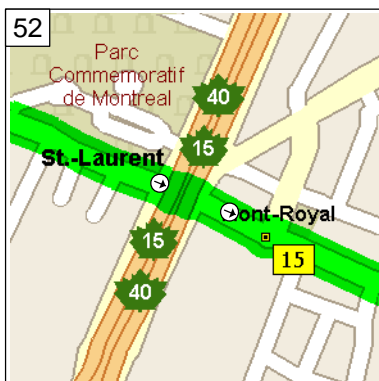 52
Parc
Commemoratif
de Montreal
40
15
St.-Laurent
ont-Royal
15
15
40